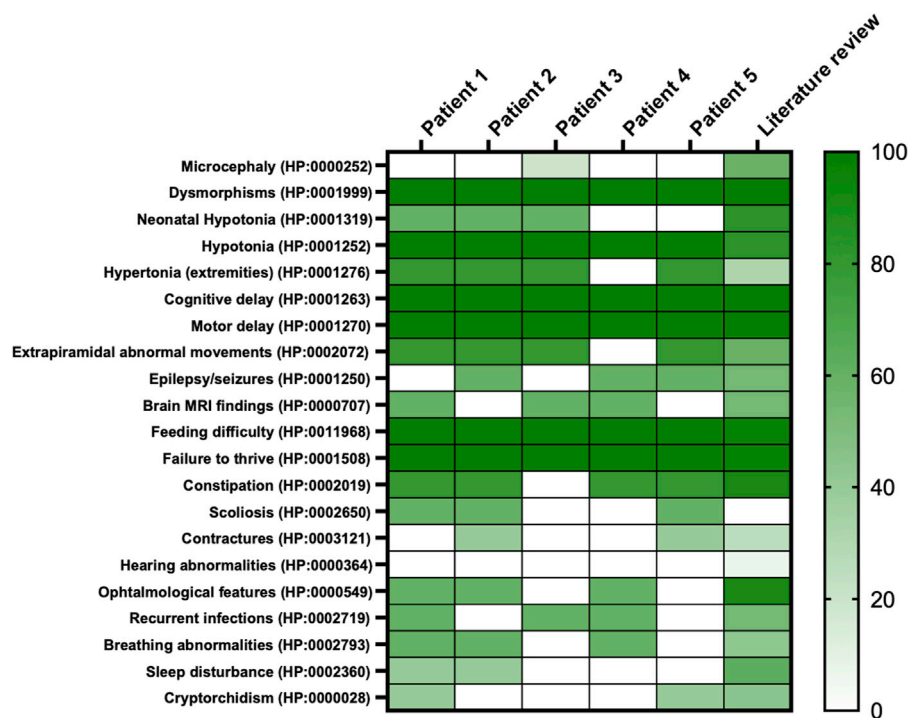 Patient 1
Patient 2
Patient 3
Patient 4
Patient 5
Literature review
Microcephaly (HP:0000252)
Dysmorphisms (HP:0001999)
Neonatal Hypotonia (HP:0001319)
Hypotonia (HP:0001252)
Hypertonia (extremities) (HP:0001276)
Cognitive delay (HP:0001263)
Motor delay (HP:0001270)
Extrapiramidal abnormal movements (HP:0002072)
Epilepsy/seizures (HP:0001250)
Brain MRI findings (HP:0000707)
Feeding difficulty (HP:0011968)
Failure to thrive (HP:0001508)
Constipation (HP:0002019)
Scoliosis (HP:0002650)
Contractures (HP:0003121)
Hearing abnormalities (HP:0000364)
Ophtalmological features (HP:0000549)
Recurrent infections (HP:0002719)
Breathing abnormalities (HP:0002793)
Sleep disturbance (HP:0002360)
Cryptorchidism (HP:0000028)
100
80
60
40
20
0